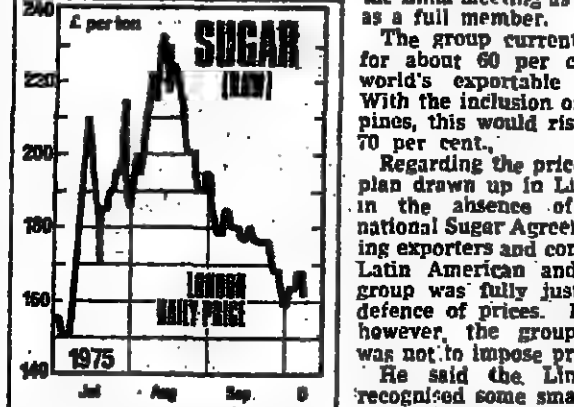 240
£ per ton
SUGAR
220
(RAW)
200
180
LONDON
160
DAILY PRICE
1975
140
Jul Aug Sep. O
as a full member.
The group current
for about 60 per c
world's exportable
With the inclusion o
pines, this would ris
70 per cent.,
Regarding the pric
plan drawn up in Li
in the absence of
national Sugar Agree
ing exporters and con
Latin American and
group was fully just
defence of prices.
however, the group
was not to impose pr
He said the Lim
recognised some sma